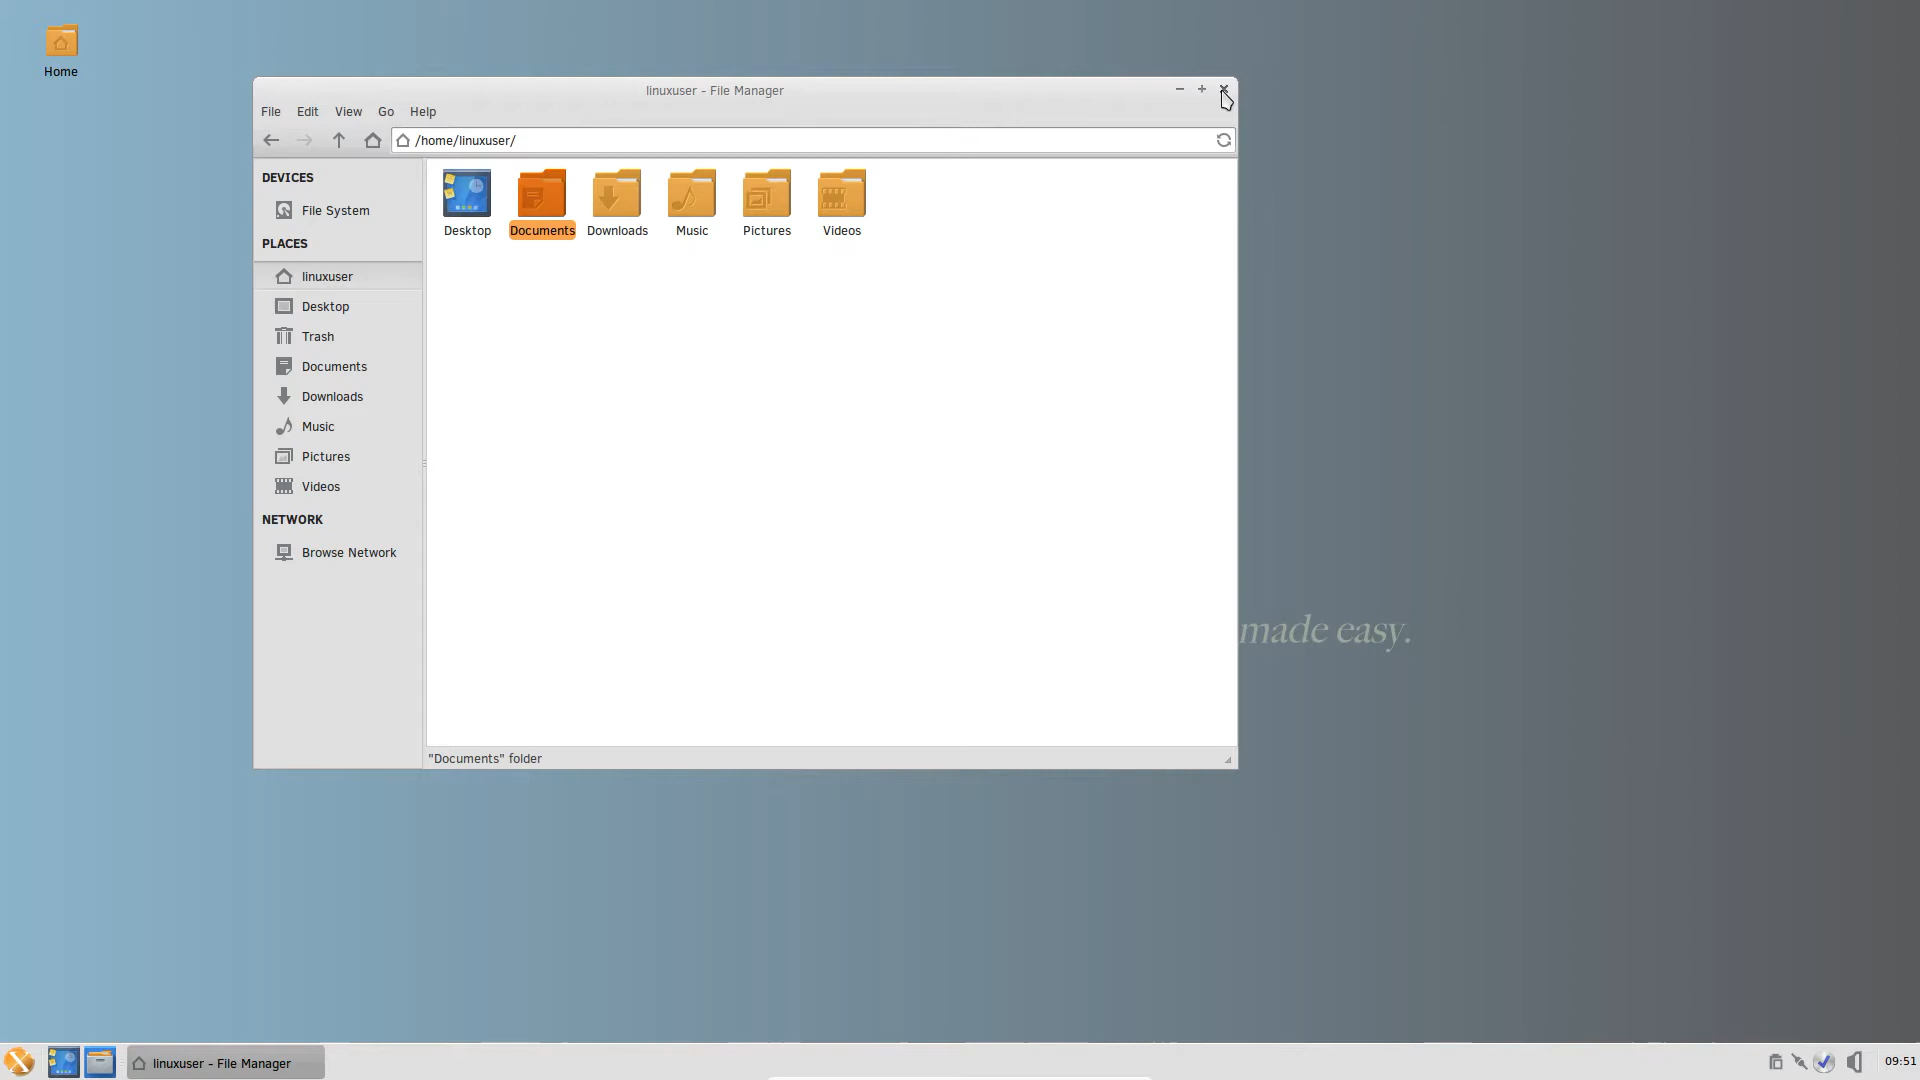 Home
linuxuser - File Manager
File Edit View Go Help
/home/linuxuser/
DEVICES
File System
PLACES
linuxuser
Desktop
Trash
Documents
Downloads
Music
Pictures
Videos
NETWORK
Browse Network
Desktop Documents Downloads Music Pictures Videos
made easy.
"Documents" folder
linuxuser - File Manager
09:51